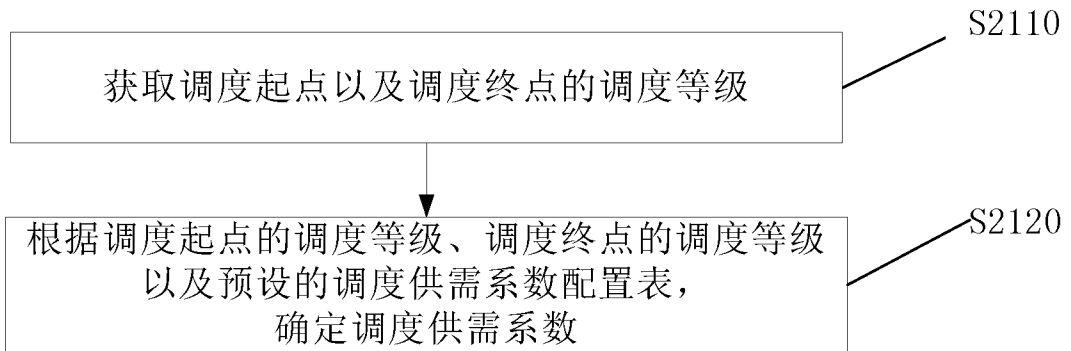 S2110
获取调度起点以及调度终点的调度等级
根据调度起点的调度等级、调度终点的调度等级
以及预设的调度供需系数配置表，
确定调度供需系数
S2120